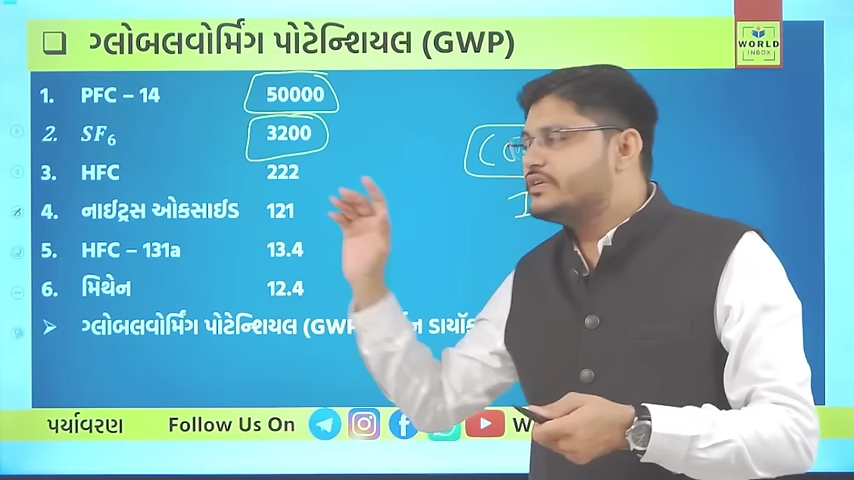 ❑ ગ્લોબલવોર્મિંગ પોટેન્શિયલ (GWP)
WORLD
INBOX
1. PFC – 14 50000
2. SF₆ 3200
3. HFC 222
4. નાઈટ્રસ ઓકસાઈડ 121
5. HFC – 131a 13.4
6. મિથેન 12.4
➢ ગ્લોબલવોર્મિંગ પોટેન્શિયલ (GWP
પર્યાવરણ Follow Us On